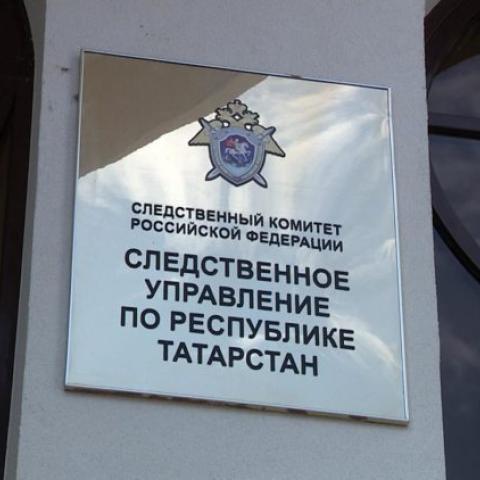 СЛЕДСТВЕННЫЙ КОМИТЕТ
РОССИЙСКОЙ ФЕДЕРАЦИИ
СЛЕДСТВЕННОЕ
УПРАВЛЕНИЕ
ПО РЕСПУБЛИКЕ
ТАТАРСТАН